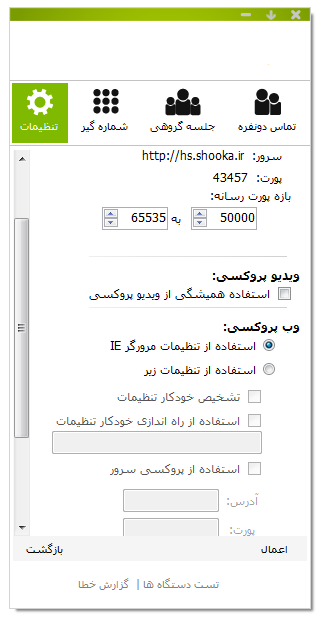 تماس دونفره جلسه گروهی شماره گیر تنظیمات
سرور: http://hs.shooka.ir
پورت: 43457
بازه پورت رسانه:
50000 به 65535
ویدیو پروکسی:
استفاده همیشگی از ویدیو پروکسی
وب پروکسی:
استفاده از تنظیمات مرورگر IE
استفاده از تنظیمات زیر
تشخیص خودکار تنظیمات
استفاده از راه اندازی خودکار تنظیمات
استفاده از پروکسی سرور
آدرس:
پورت:
اعمال بازگشت
تست دستگاه ها | گزارش خطا